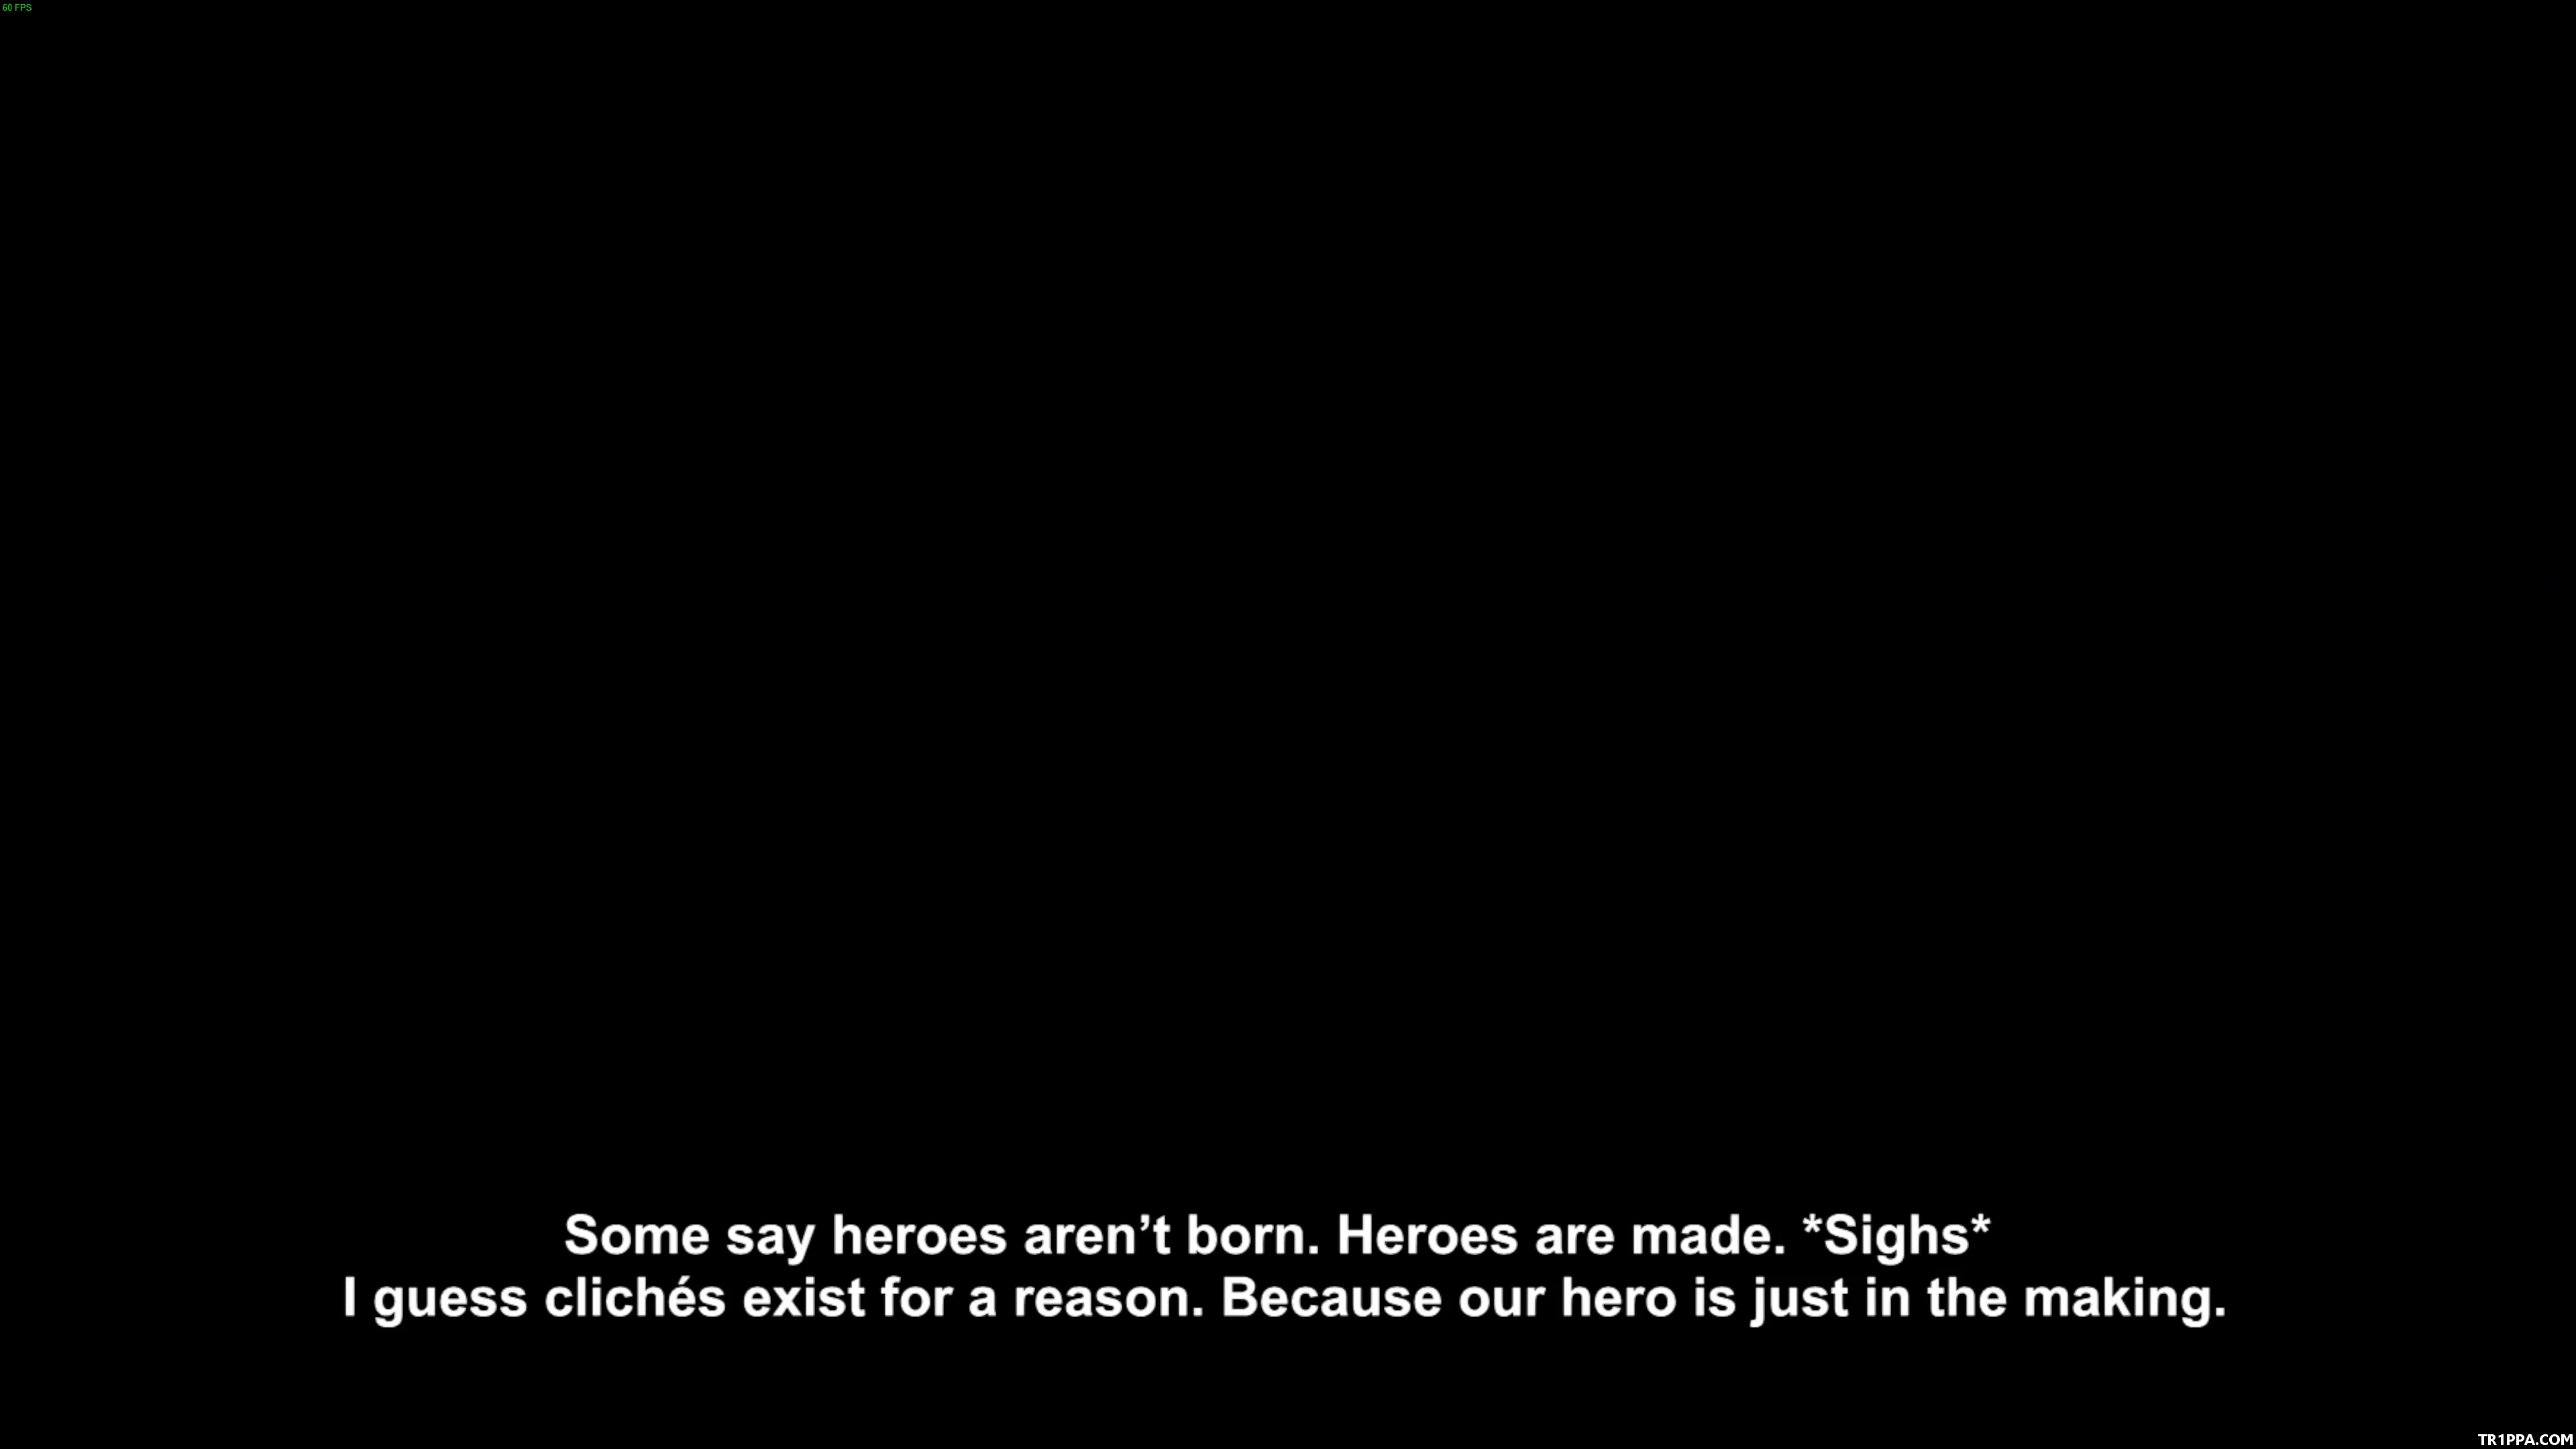 60 FPS
Some say heroes aren’t born. Heroes are made. *Sighs*
I guess clichés exist for a reason. Because our hero is just in the making.
TR1PPA.COM